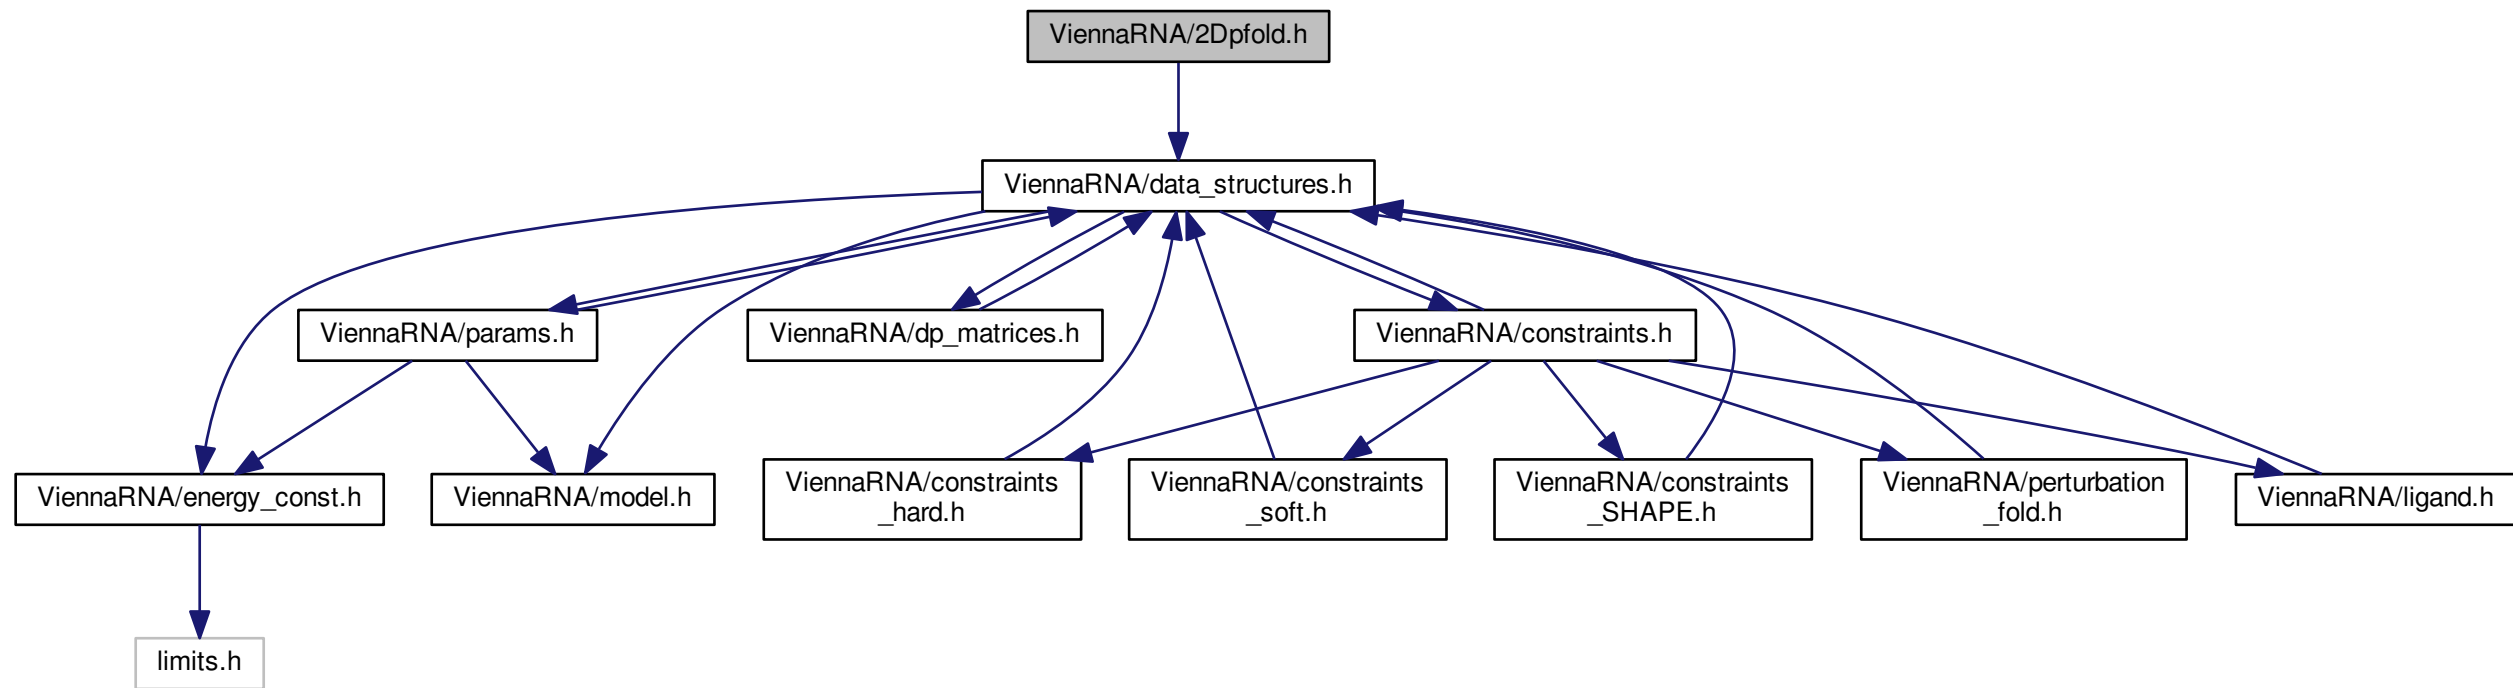 ViennaRNA/2Dpfold.h
ViennaRNA/data_structures.h
ViennaRNA/params.h
ViennaRNA/dp_matrices.h
ViennaRNA/constraints.h
ViennaRNA/energy_const.h
ViennaRNA/model.h
ViennaRNA/constraints
_hard.h
ViennaRNA/constraints
_soft.h
ViennaRNA/constraints
_SHAPE.h
ViennaRNA/perturbation
_fold.h
ViennaRNA/ligand.h
limits.h